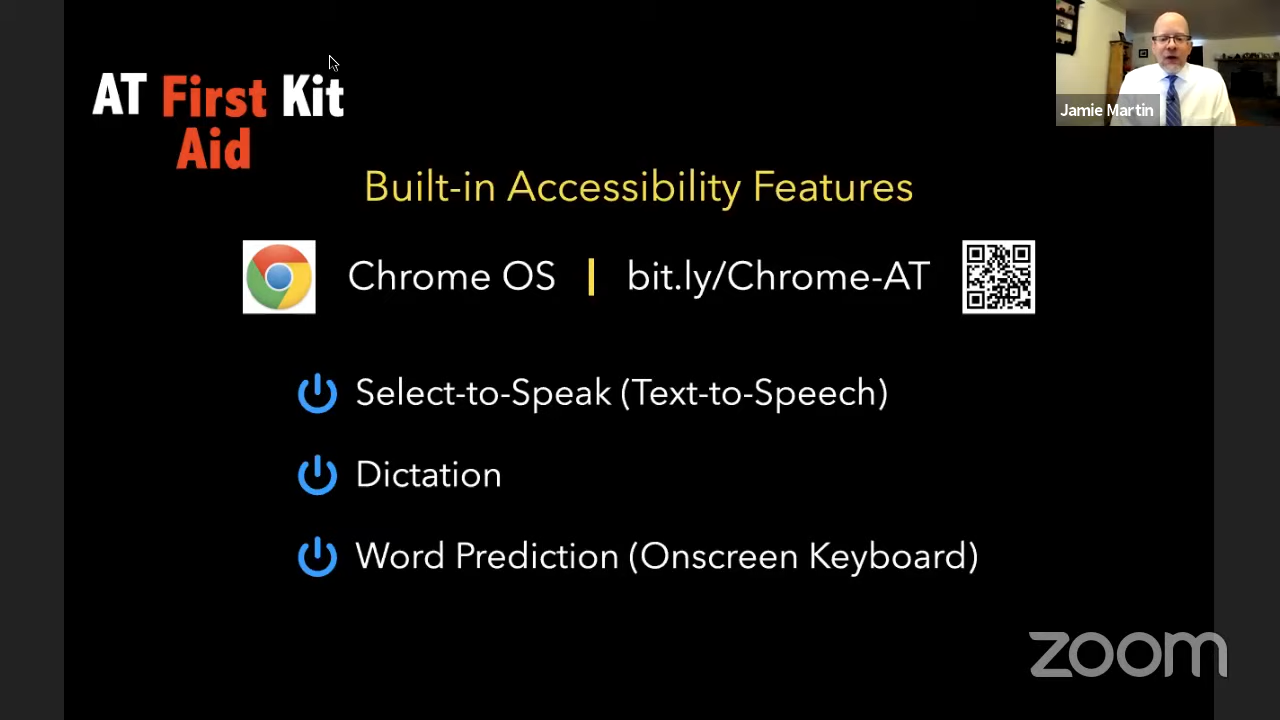 AT First Kit
Aid
Jamie Martin
Built-in Accessibility Features
Chrome OS | bit.ly/Chrome-AT
Select-to-Speak (Text-to-Speech)
Dictation
Word Prediction (Onscreen Keyboard)
zoom